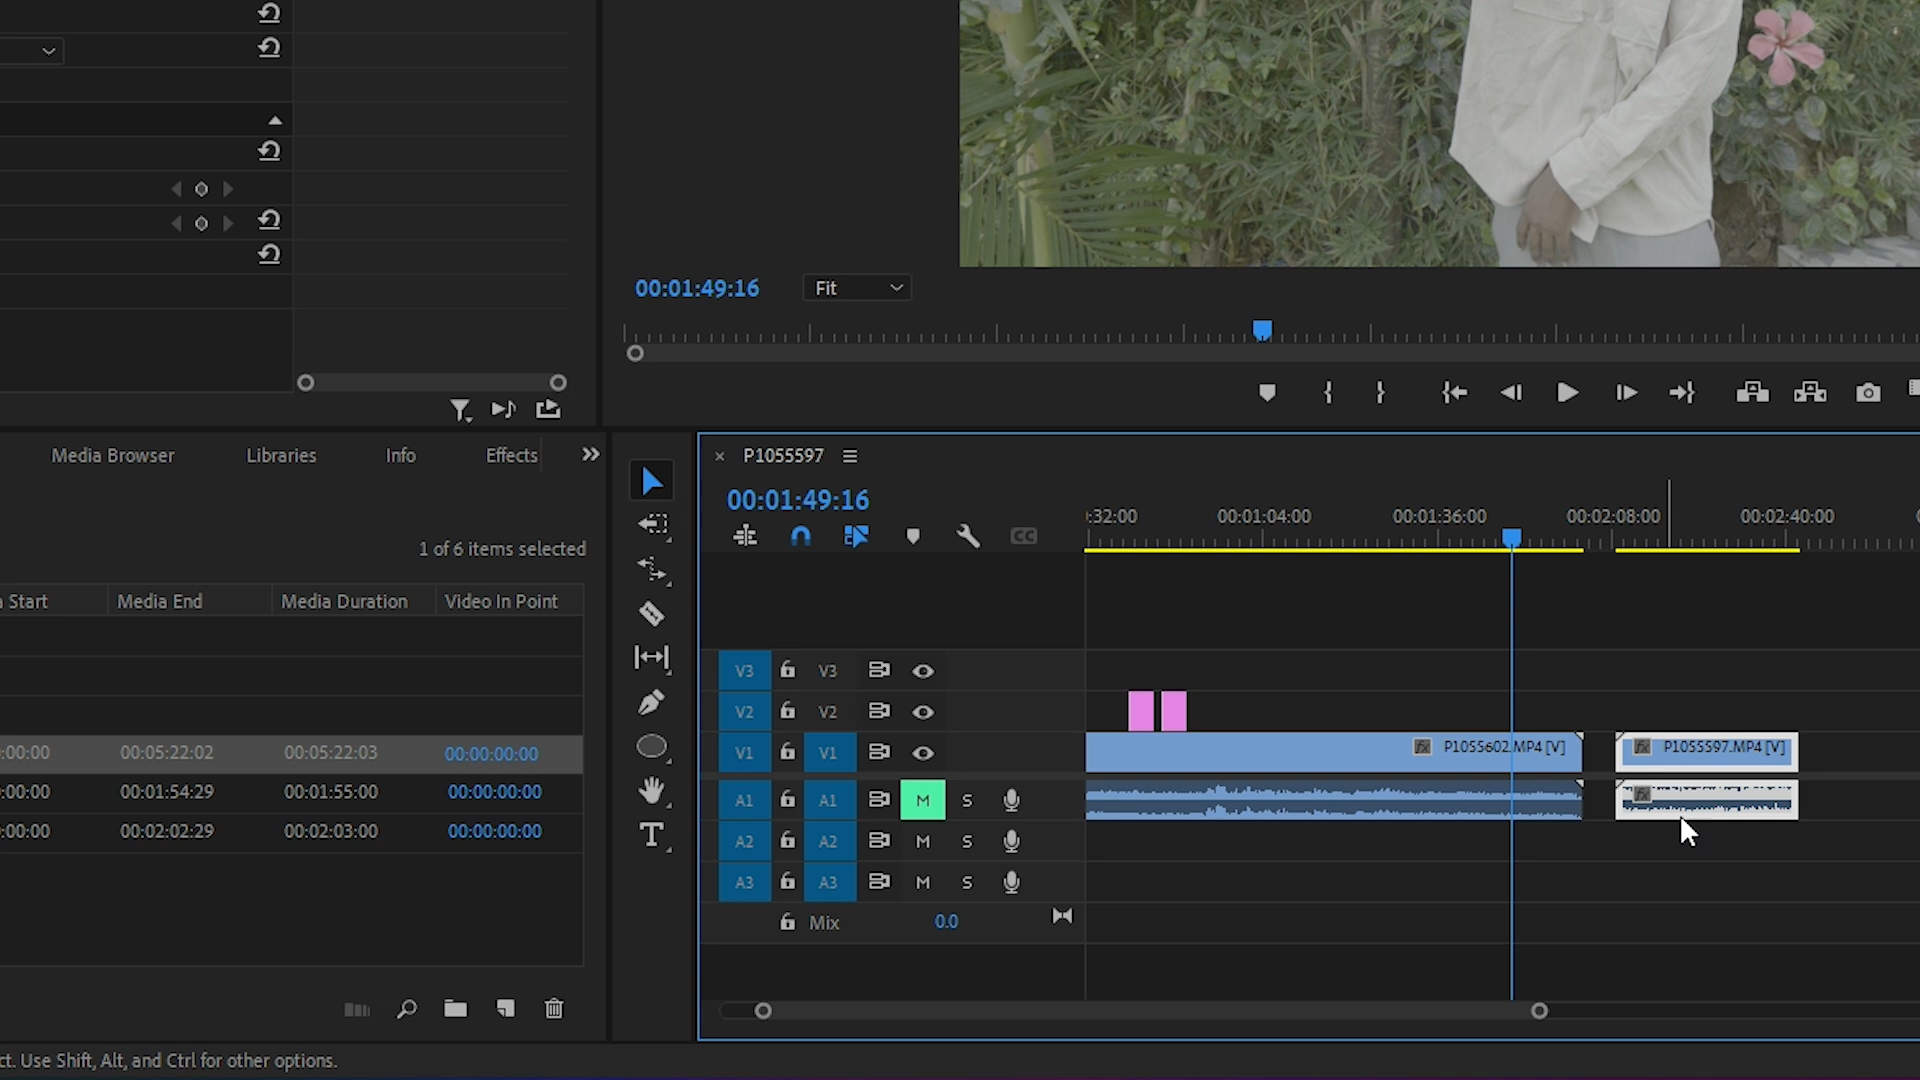 00:01:49:16
Fit
Media Browser
Libraries
Info
Effects
P1055597
00:01:49:16
:32:00
00:01:04:00
00:01:36:00
00:02:08:00
00:02:40:00
CC
1 of 6 items selected
Start
Media End
Media Duration
Video In Point
:00:00
00:05:22:02
00:05:22:03
00:00:00:00
:00:00
00:01:54:29
00:01:55:00
00:00:00:00
:00:00
00:02:02:29
00:02:03:00
00:00:00:00
V3 V3
V2 V2
V1 V1
fx P1055602.MP4 [V]
fx P1055597.MP4 [V]
A1 A1 M S
fx
A2 A2 M S
A3 A3 M S
Mix 0.0
ct. Use Shift, Alt, and Ctrl for other options.